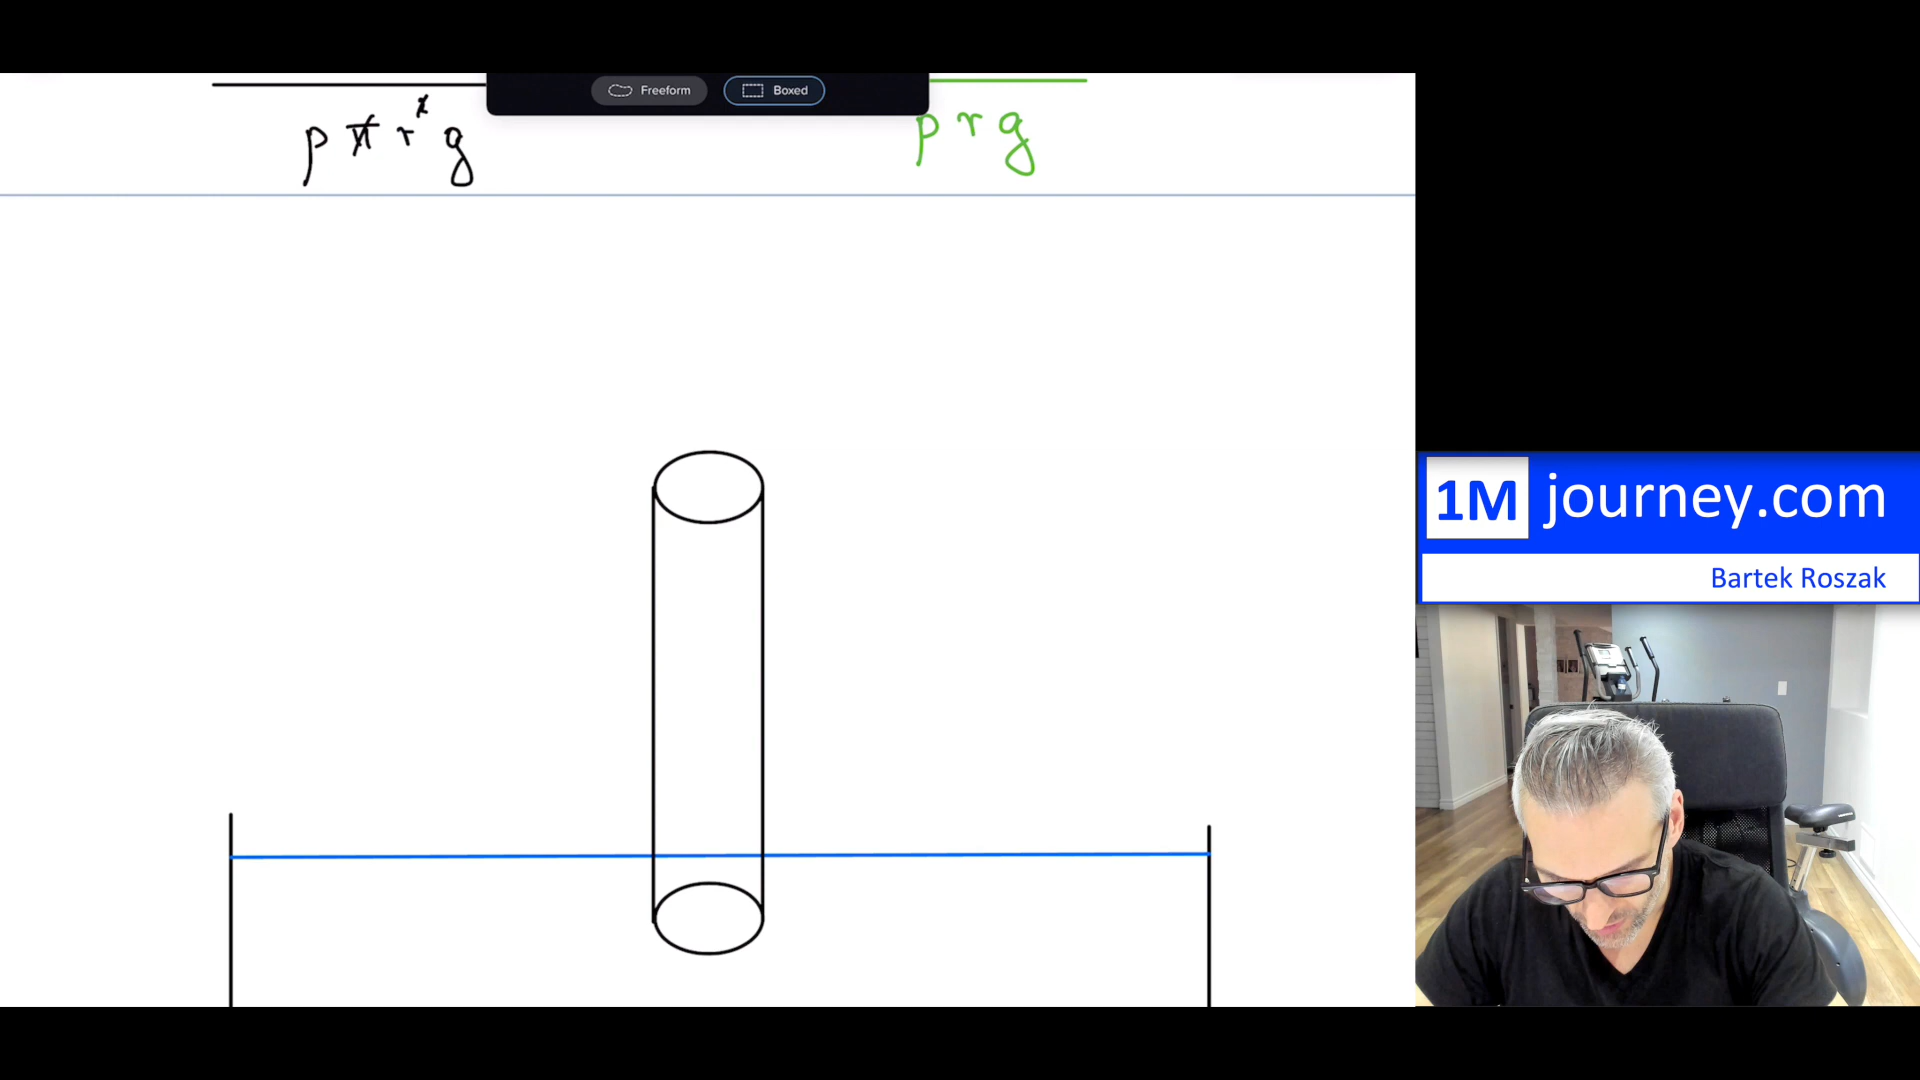 Freeform Boxed
p π r² g
p r g
1M journey.com
Bartek Roszak